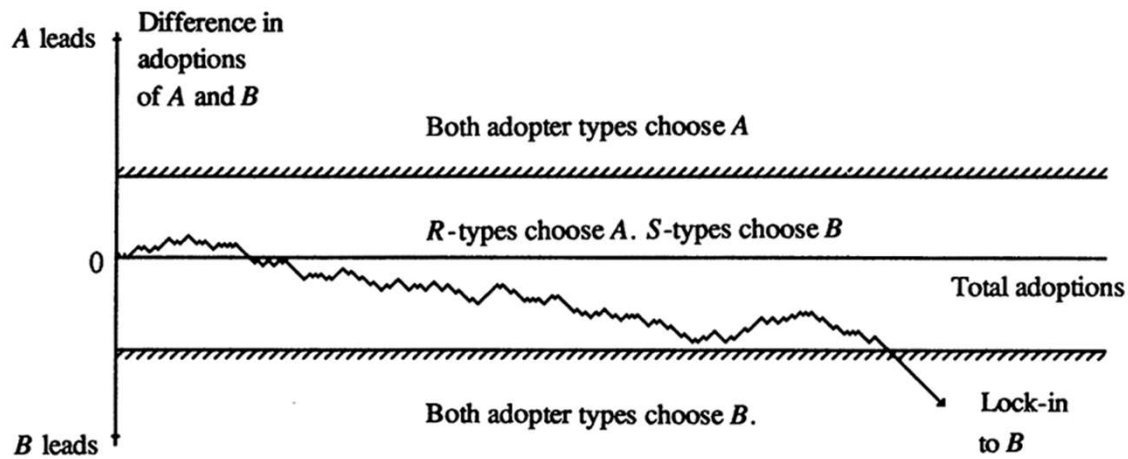 A leads
Difference in
adoptions
of A and B
Both adopter types choose A
R-types choose A. S-types choose B
0
Total adoptions
Both adopter types choose B.
Lock-in
to B
B leads